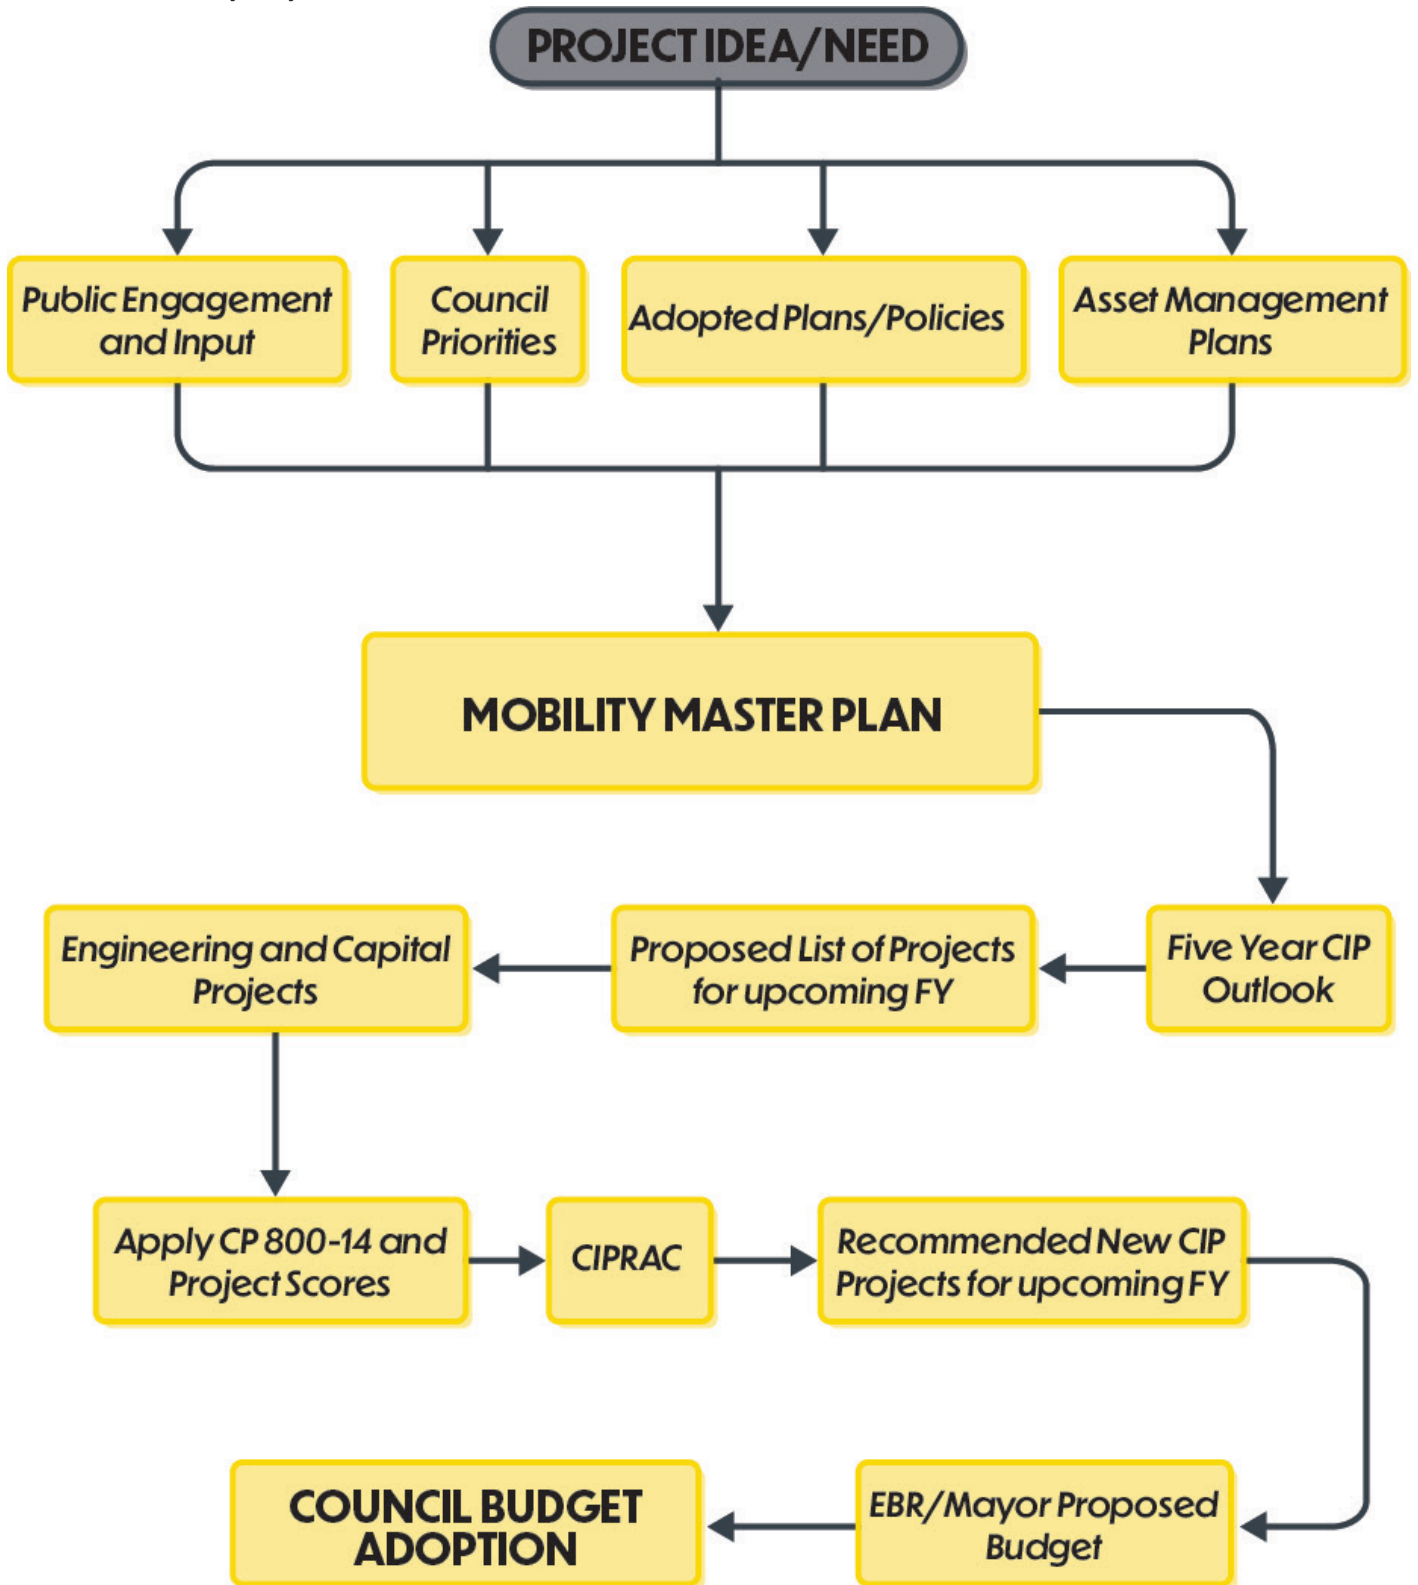 PROJECT IDEA/NEED
Public Engagement
and Input
Council
Priorities
Adopted Plans/Policies
Asset Management
Plans
MOBILITY MASTER PLAN
Engineering and Capital
Projects
Proposed List of Projects
for upcoming FY
Five Year CIP
Outlook
Apply CP 800-14 and
Project Scores
CIPRAC
Recommended New CIP
Projects for upcoming FY
COUNCIL BUDGET
ADOPTION
EBR/Mayor Proposed
Budget